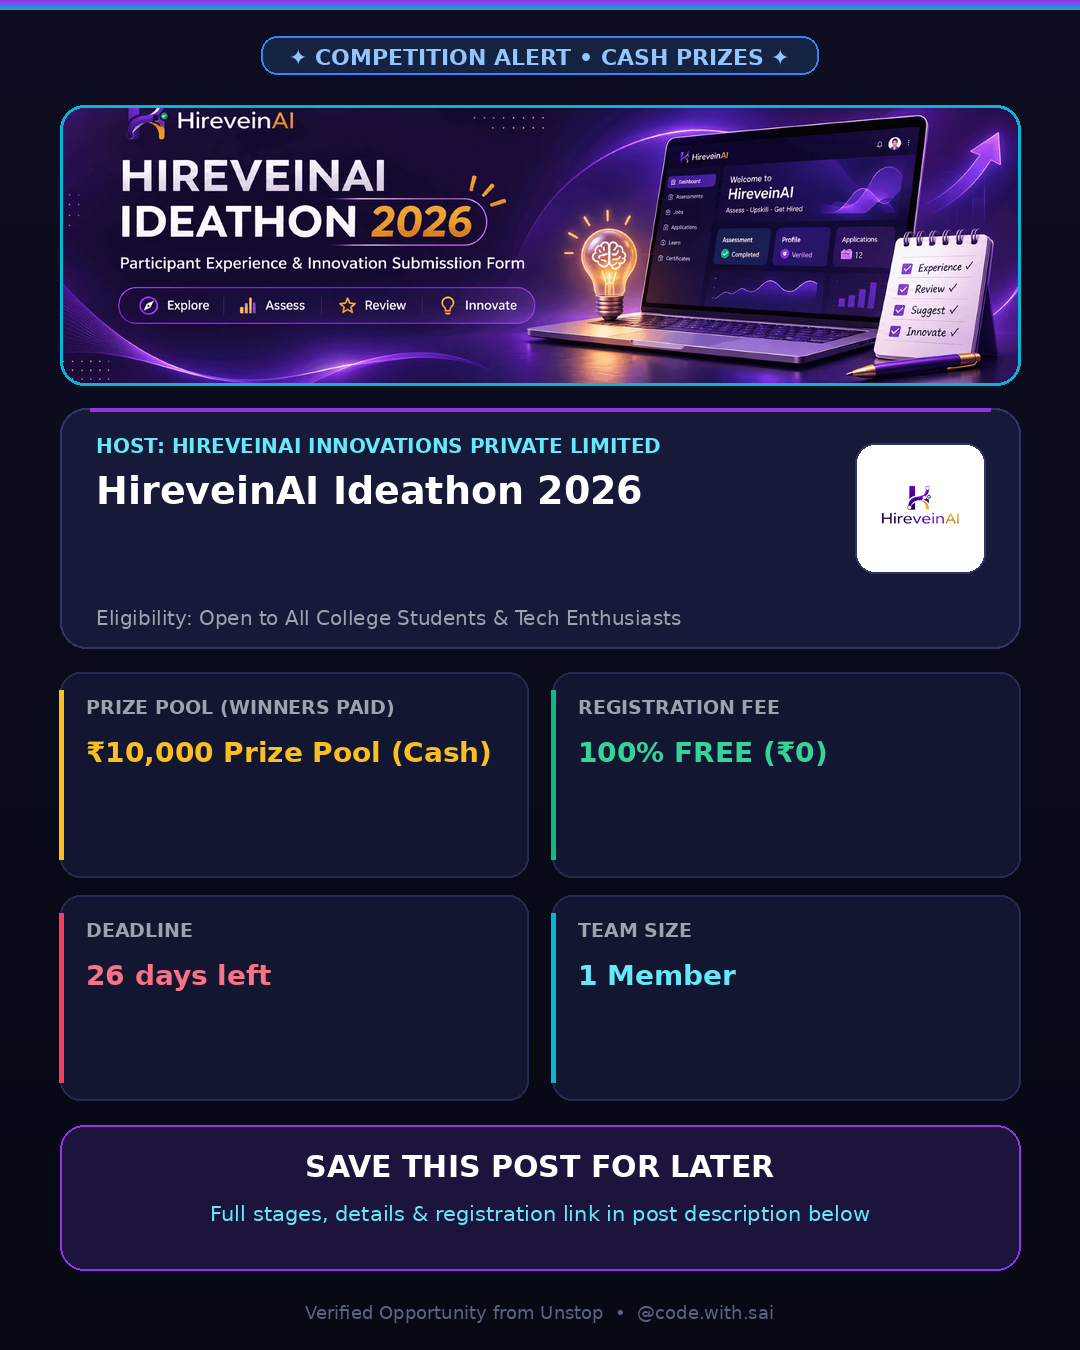 ✦ COMPETITION ALERT • CASH PRIZES ✦
HireveinAI
HIREVEINAI
IDEATHON 2026
Participant Experience & Innovation Submisslion Form
Explore
Assess
Review
Innovate
HireveinAI
Dashboard
Assessments
Jobs
Applications
Learn
Certificates
Welcome to
HireveinAI
Assess · Upskill · Get Hired
Assessment
Completed
Profile
Veriled
Applications
12
Experience ✓
Review ✓
Suggest ✓
Innovate ✓
HOST: HIREVEINAI INNOVATIONS PRIVATE LIMITED
HireveinAI Ideathon 2026
HireveinAI
Eligibility: Open to All College Students & Tech Enthusiasts
PRIZE POOL (WINNERS PAID)
₹10,000 Prize Pool (Cash)
REGISTRATION FEE
100% FREE (₹0)
DEADLINE
26 days left
TEAM SIZE
1 Member
SAVE THIS POST FOR LATER
Full stages, details & registration link in post description below
Verified Opportunity from Unstop • @code.with.sai